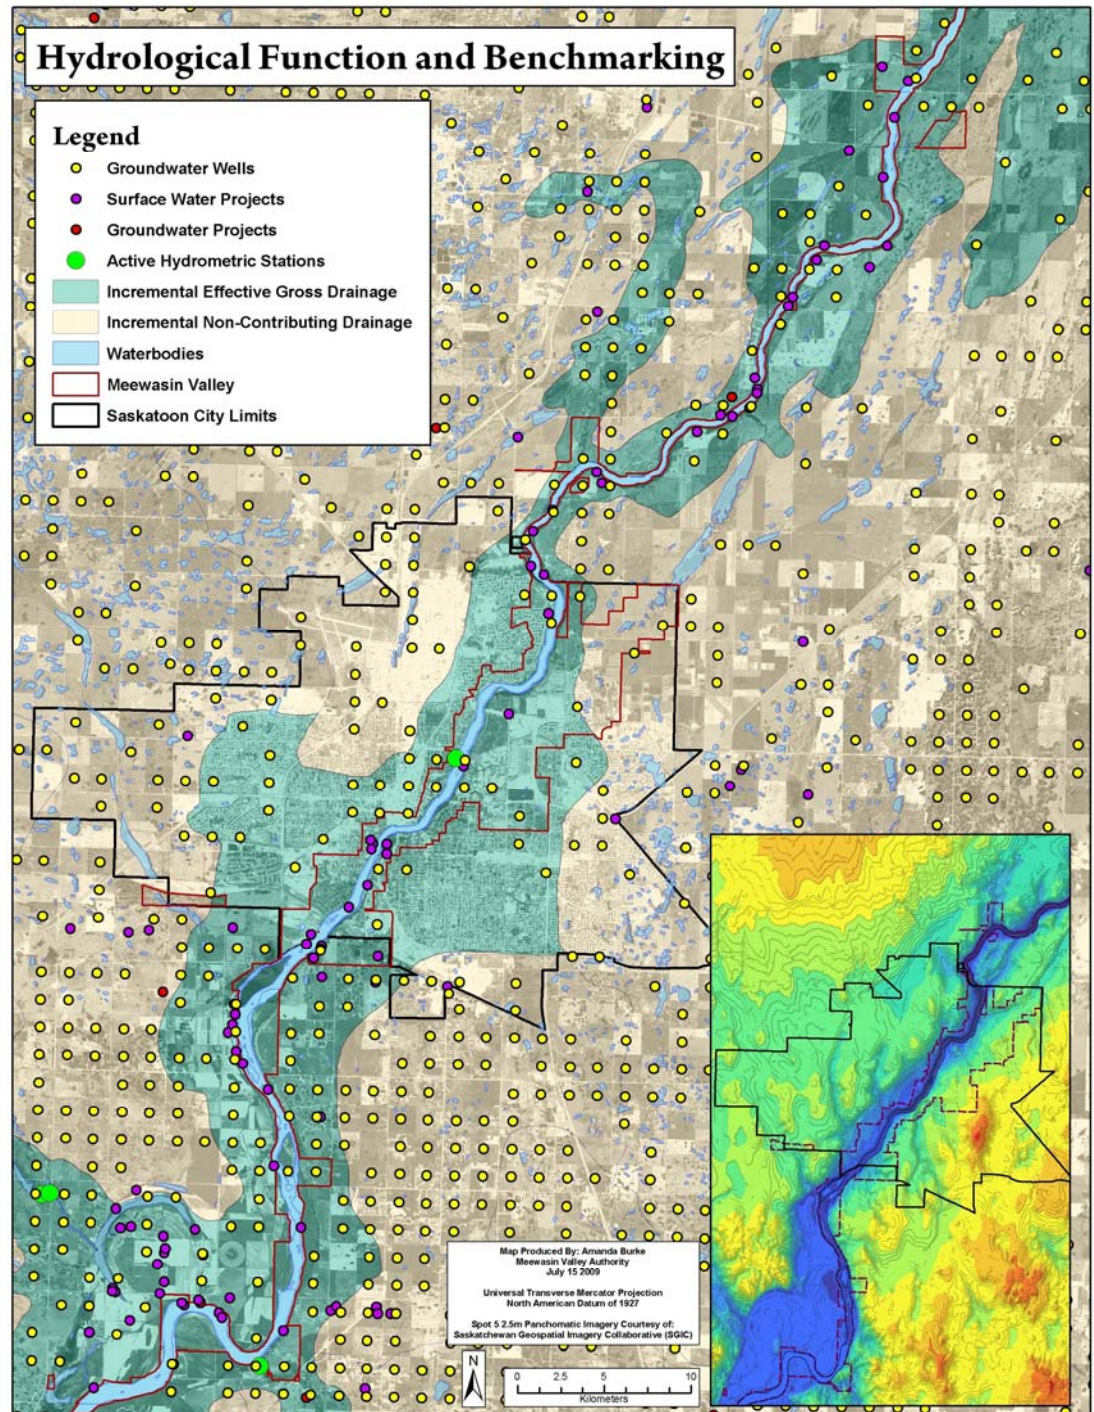 Hydrological Function and Benchmarking
Legend
Groundwater Wells
Surface Water Projects
Groundwater Projects
Active Hydrometric Stations
Incremental Effective Gross Drainage
Incremental Non-Contributing Drainage
Waterbodies
Meewasin Valley
Saskatoon City Limits
Map Produced By: Amanda Burke
Meewasin Valley Authority
July 15 2009
Universal Transverse Mercator Projection
North American Datum of 1927
Spot 5 2.5m Panchomatic Imagery Courtesy of:
Saskatchewan Geospatial Imagery Collaborative (SGIC)
N
0 2.5 5 10
Kilometers